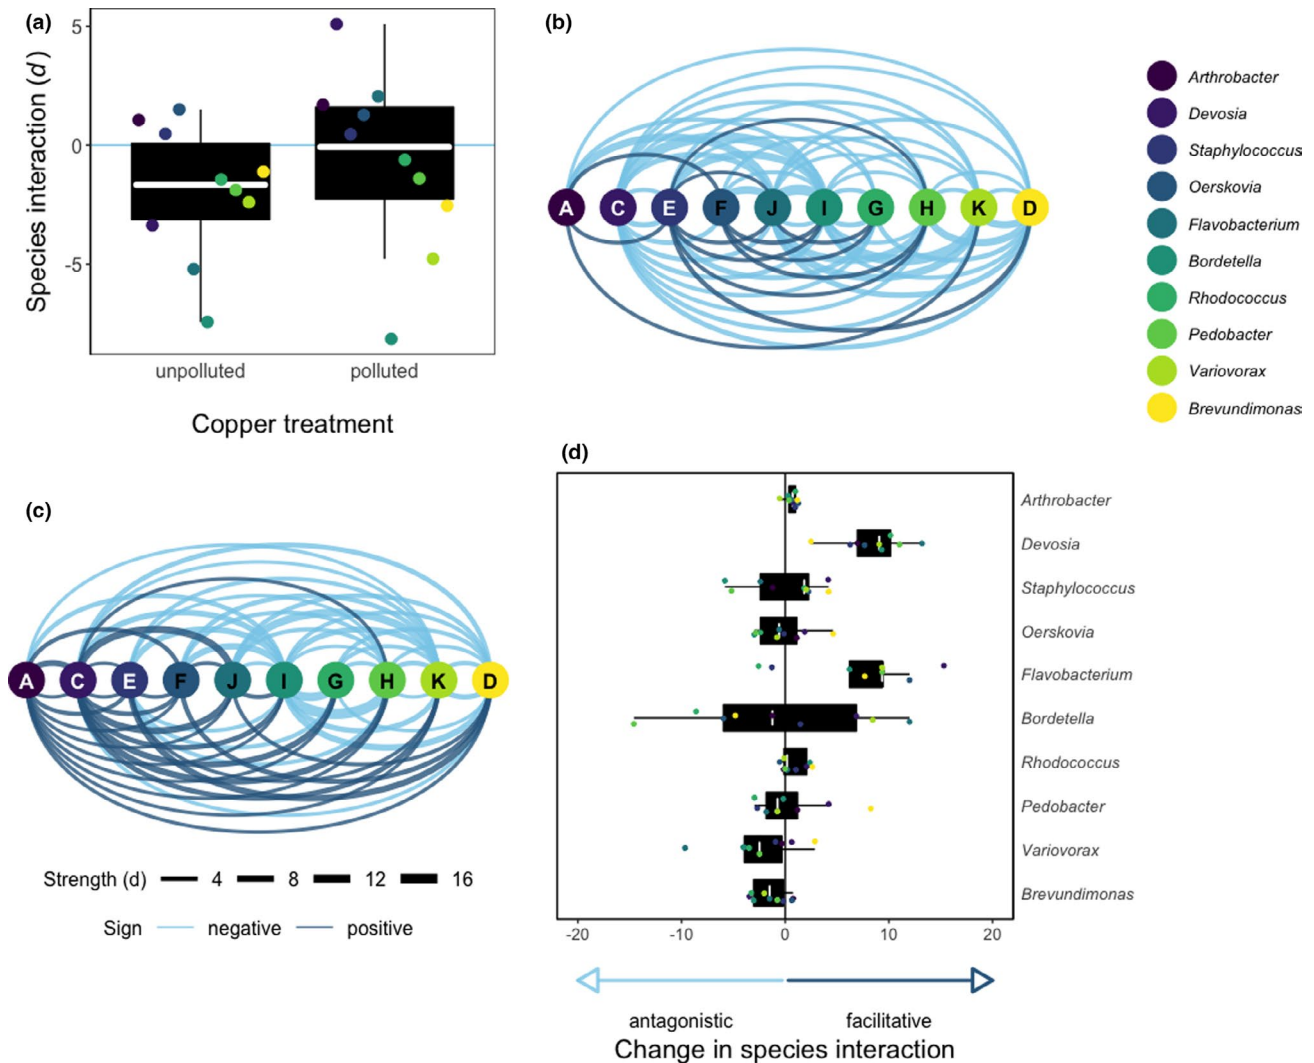 (a)
Species interaction (d)
5
0
-5
unpolluted
polluted
Copper treatment
(b)
A C E F J I G H K D
Arthrobacter
Devosia
Staphylococcus
Oerskovia
Flavobacterium
Bordetella
Rhodococcus
Pedobacter
Variovorax
Brevundimonas
(c)
A C E F J I G H K D
Strength (d) 4 8 12 16
Sign negative positive
(d)
Arthrobacter
Devosia
Staphylococcus
Oerskovia
Flavobacterium
Bordetella
Rhodococcus
Pedobacter
Variovorax
Brevundimonas
-20 -10 0 10 20
antagonistic facilitative
Change in species interaction